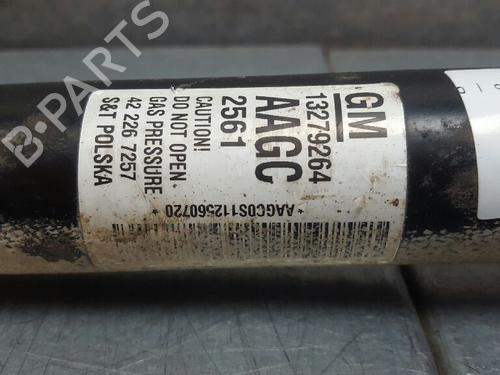 GM
13279264
AAGC
2561
CAUTION!
DO NOT OPEN
GAS PRESSURE
42 226 7257
S&T POLSKA
* AAGC0S112560720 *
B-PARTS